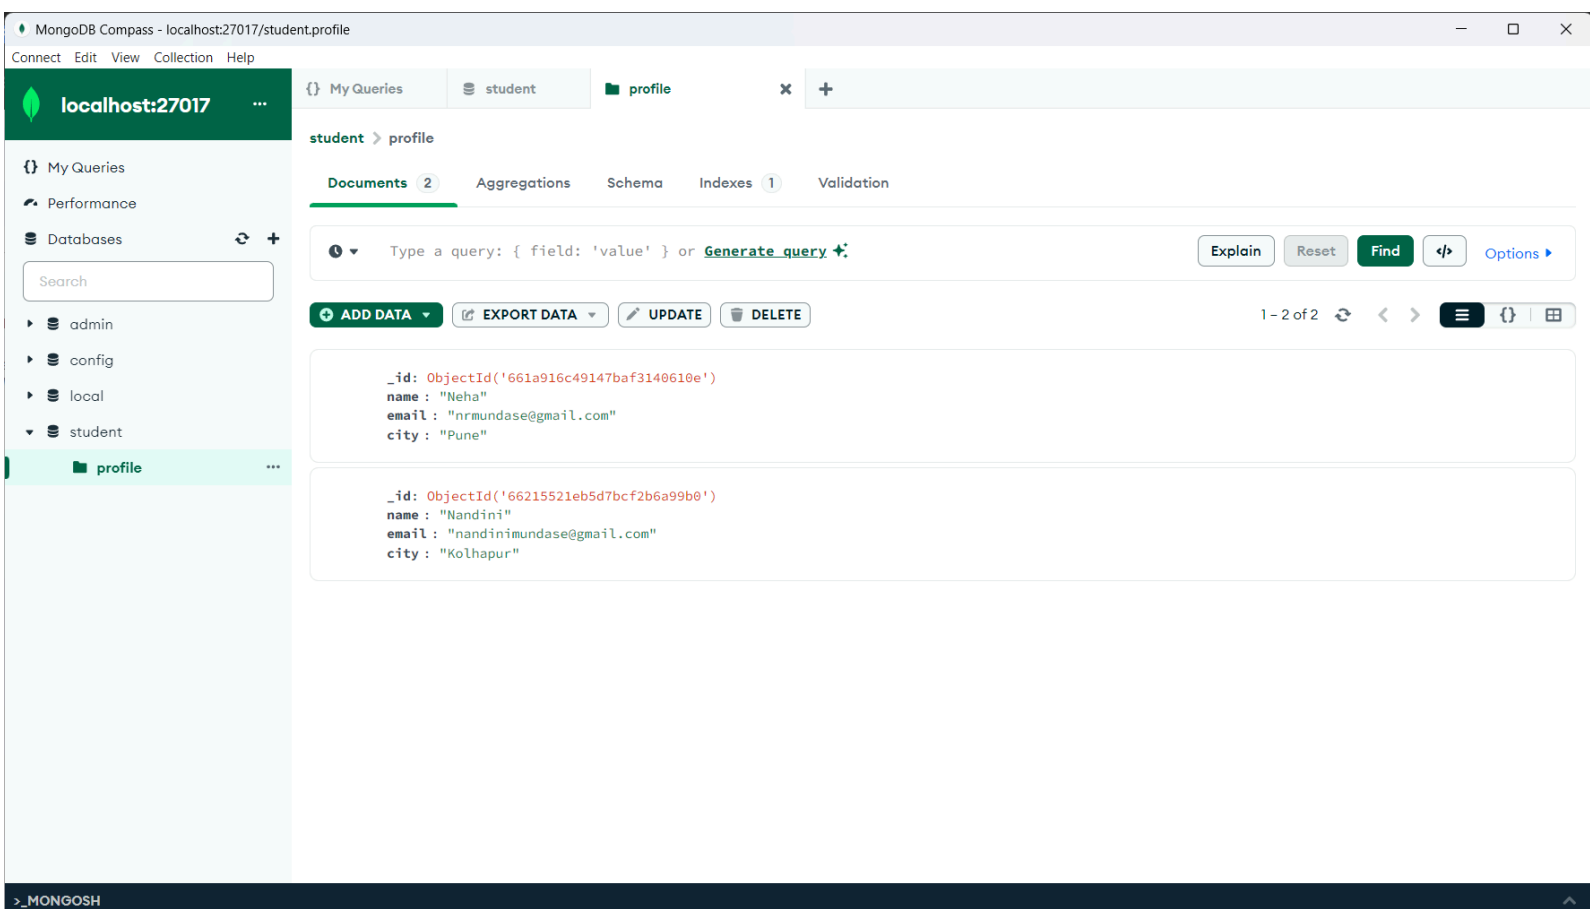 MongoDB Compass - localhost:27017/student.profile
Connect Edit View Collection Help
localhost:27017 ...
{} My Queries
Performance
Databases
Search
admin
config
local
student
profile ...
{} My Queries student profile
student > profile
Documents 2 Aggregations Schema Indexes 1 Validation
Type a query: { field: 'value' } or Generate query Explain Reset Find </> Options
ADD DATA EXPORT DATA UPDATE DELETE 1 – 2 of 2 {}
_id: ObjectId('661a916c49147baf3140610e')
name : "Neha"
email : "nrmundase@gmail.com"
city : "Pune"
_id: ObjectId('66215521eb5d7bcf2b6a99b0')
name : "Nandini"
email : "nandinimundase@gmail.com"
city : "Kolhapur"
>_MONGOSH